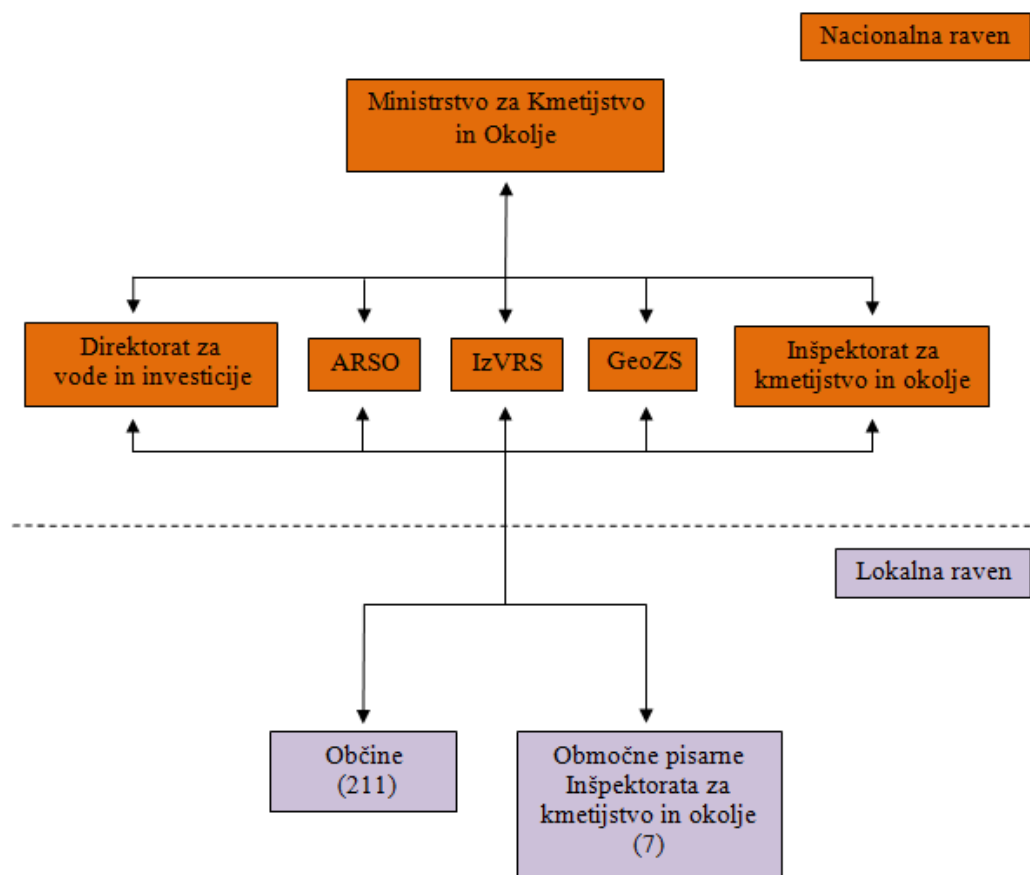 Nacionalna raven
Ministrstvo za Kmetijstvo
in Okolje
Direktorat za
vode in investicije
ARSO
IzVRS
GeoZS
Inšpektorat za
kmetijstvo in okolje
Lokalna raven
Občine
(211)
Območne pisarne
Inšpektorata za
kmetijstvo in okolje
(7)